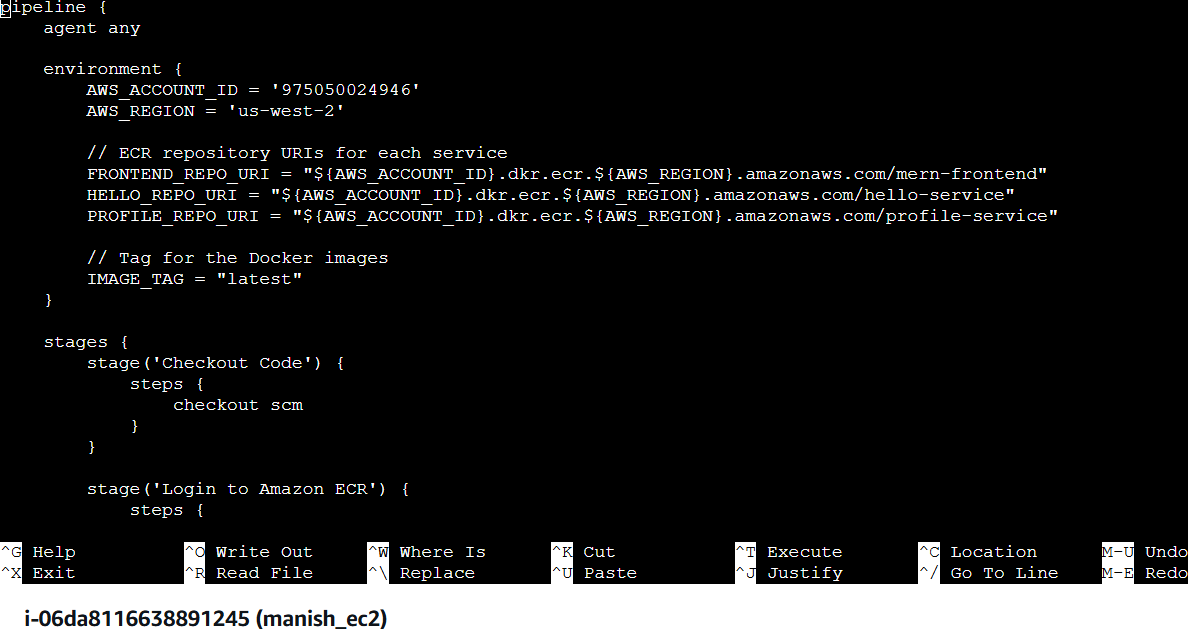 pipeline {
    agent any

    environment {
        AWS_ACCOUNT_ID = '975050024946'
        AWS_REGION = 'us-west-2'

        // ECR repository URIs for each service
        FRONTEND_REPO_URI = "${AWS_ACCOUNT_ID}.dkr.ecr.${AWS_REGION}.amazonaws.com/mern-frontend"
        HELLO_REPO_URI = "${AWS_ACCOUNT_ID}.dkr.ecr.${AWS_REGION}.amazonaws.com/hello-service"
        PROFILE_REPO_URI = "${AWS_ACCOUNT_ID}.dkr.ecr.${AWS_REGION}.amazonaws.com/profile-service"

        // Tag for the Docker images
        IMAGE_TAG = "latest"
    }

    stages {
        stage('Checkout Code') {
            steps {
                checkout scm
            }
        }

        stage('Login to Amazon ECR') {
            steps {

^G Help ^O Write Out ^W Where Is ^K Cut ^T Execute ^C Location M-U Undo
^X Exit ^R Read File ^\ Replace ^U Paste ^J Justify ^/ Go To Line M-E Redo
i-06da8116638891245 (manish_ec2)